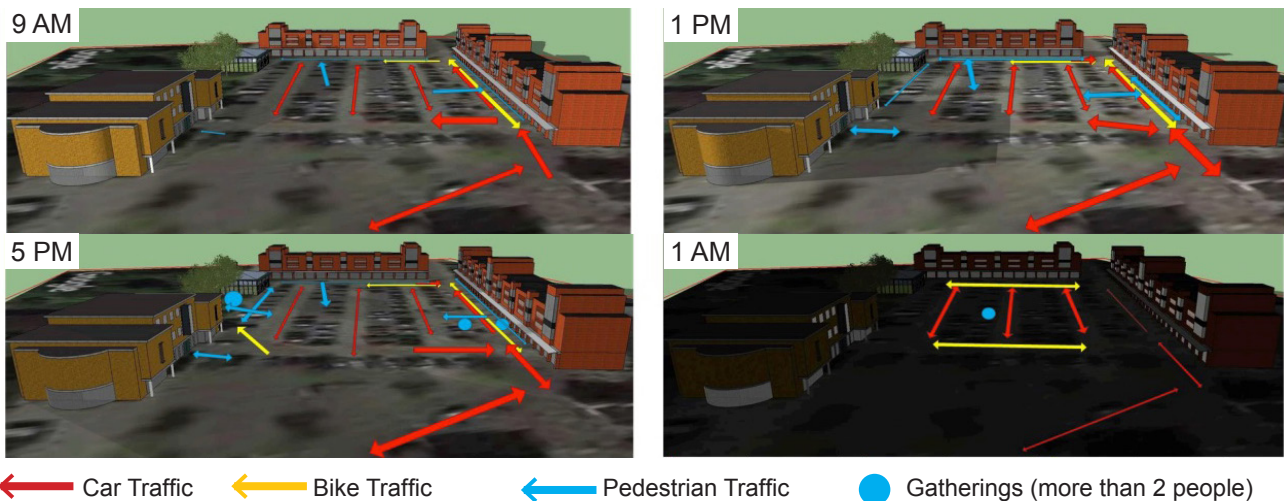 9 AM
1 PM
5 PM
1 AM
Car Traffic
Bike Traffic
Pedestrian Traffic
Gatherings (more than 2 people)